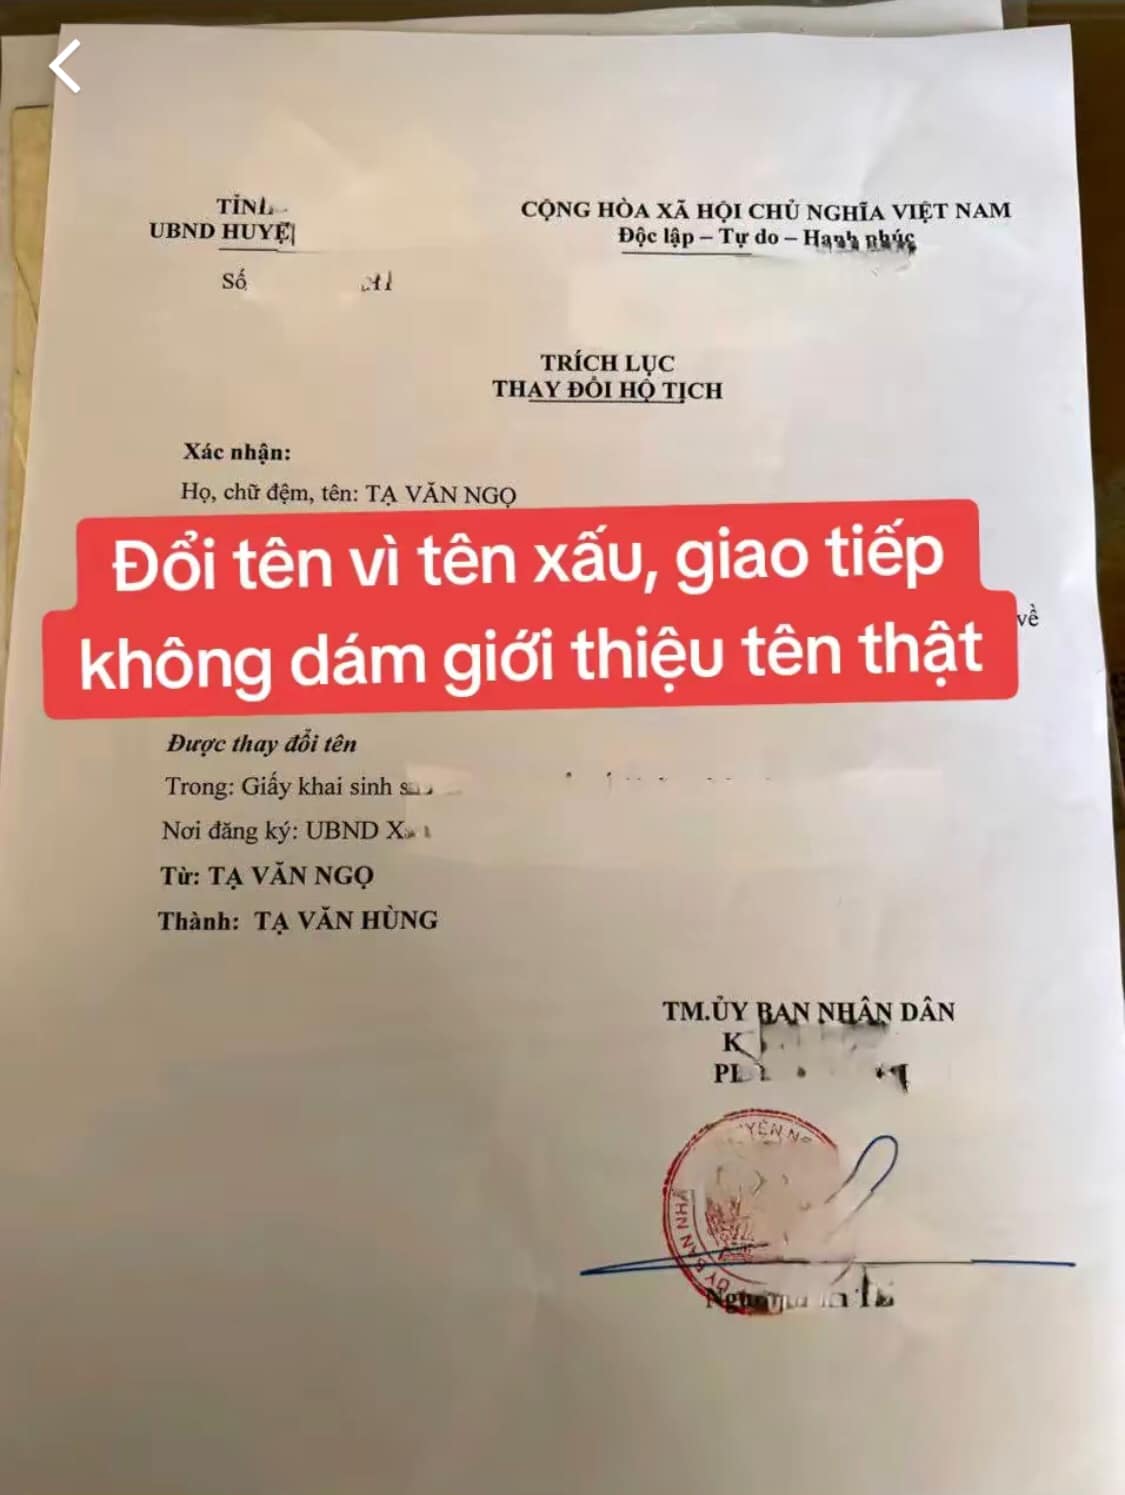 TỈNH
UBND HUYỆ
CỘNG HÒA XÃ HỘI CHỦ NGHĨA VIỆT NAM
Độc lập – Tự do – Hạnh phúc
Số
TRÍCH LỤC
THAY ĐỔI HỘ TỊCH
Xác nhận:
Họ, chữ đệm, tên: TẠ VĂN NGỌ
Đổi tên vì tên xấu, giao tiếp
không dám giới thiệu tên thật
về
Được thay đổi tên
Trong: Giấy khai sinh
Nơi đăng ký: UBND
Từ: TẠ VĂN NGỌ
Thành: TẠ VĂN HÙNG
TM.ỦY BAN NHÂN DÂN